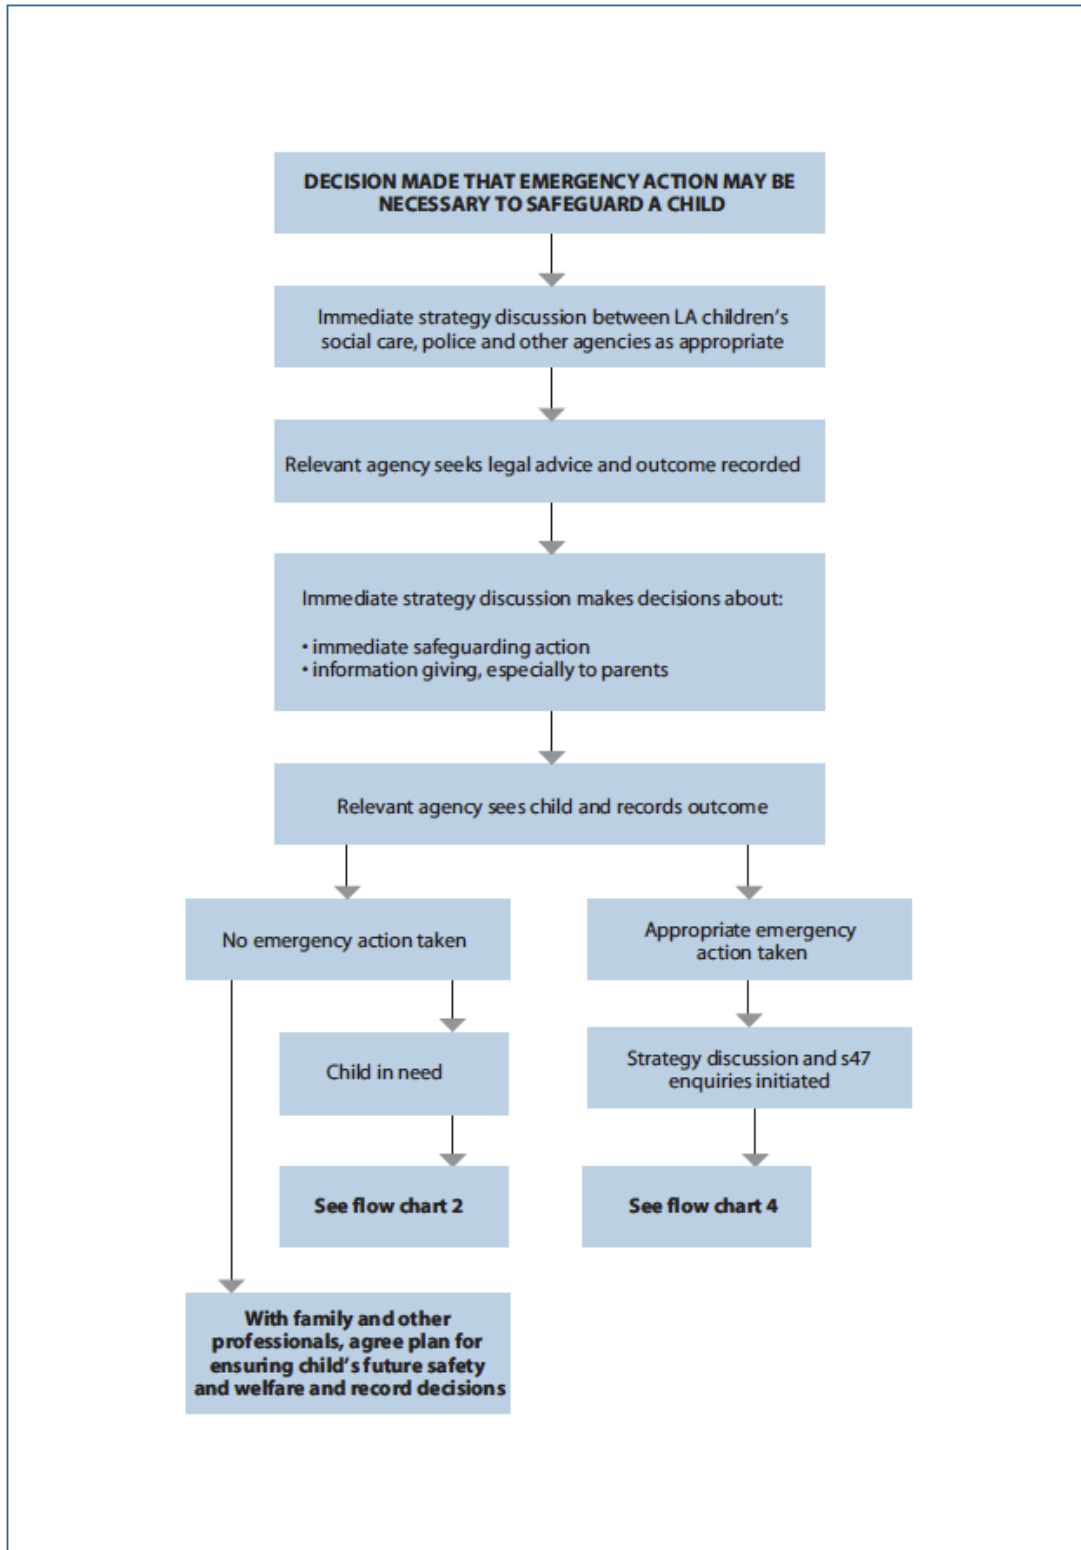 DECISION MADE THAT EMERGENCY ACTION MAY BE
NECESSARY TO SAFEGUARD A CHILD
Immediate strategy discussion between LA children’s
social care, police and other agencies as appropriate
Relevant agency seeks legal advice and outcome recorded
Immediate strategy discussion makes decisions about:
• immediate safeguarding action
• information giving, especially to parents
Relevant agency sees child and records outcome
No emergency action taken
Appropriate emergency
action taken
Child in need
Strategy discussion and s47
enquiries initiated
See flow chart 2
See flow chart 4
With family and other
professionals, agree plan for
ensuring child’s future safety
and welfare and record decisions